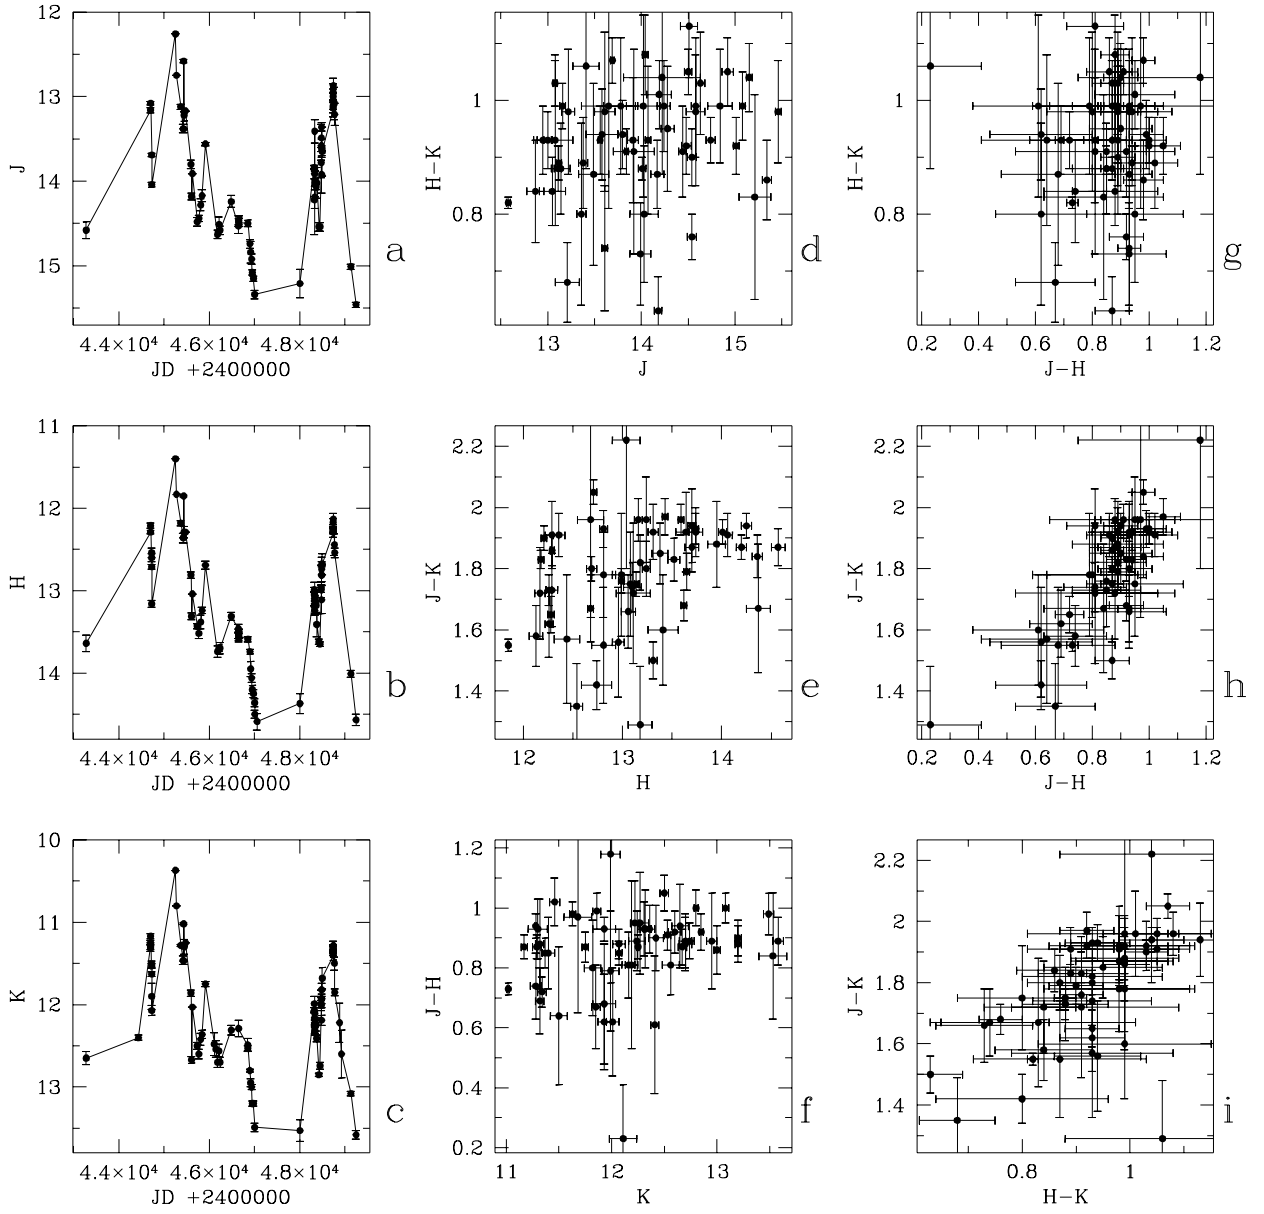 12
13
14
15
J
4.4×10⁴ 4.6×10⁴ 4.8×10⁴
JD +2400000
a
1
0.8
H-K
13 14 15
J
d
1
0.8
H-K
0.2 0.4 0.6 0.8 1 1.2
J-H
g
11
12
13
14
H
4.4×10⁴ 4.6×10⁴ 4.8×10⁴
JD +2400000
b
2.2
2
1.8
1.6
1.4
J-K
12 13 14
H
e
2.2
2
1.8
1.6
1.4
J-K
0.2 0.4 0.6 0.8 1 1.2
J-H
h
10
11
12
13
K
4.4×10⁴ 4.6×10⁴ 4.8×10⁴
JD +2400000
c
1.2
1
0.8
0.6
0.4
0.2
J-H
11 12 13
K
f
2.2
2
1.8
1.6
1.4
J-K
0.8 1
H-K
i